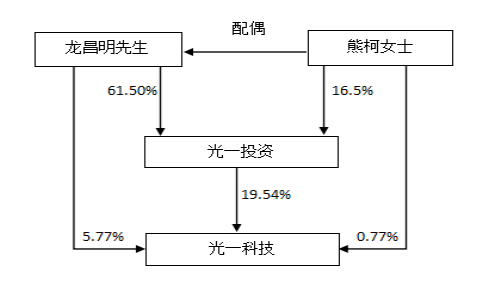 配偶
龙昌明先生
熊柯女士
61.50%
16.5%
光一投资
19.54%
5.77%
0.77%
光一科技